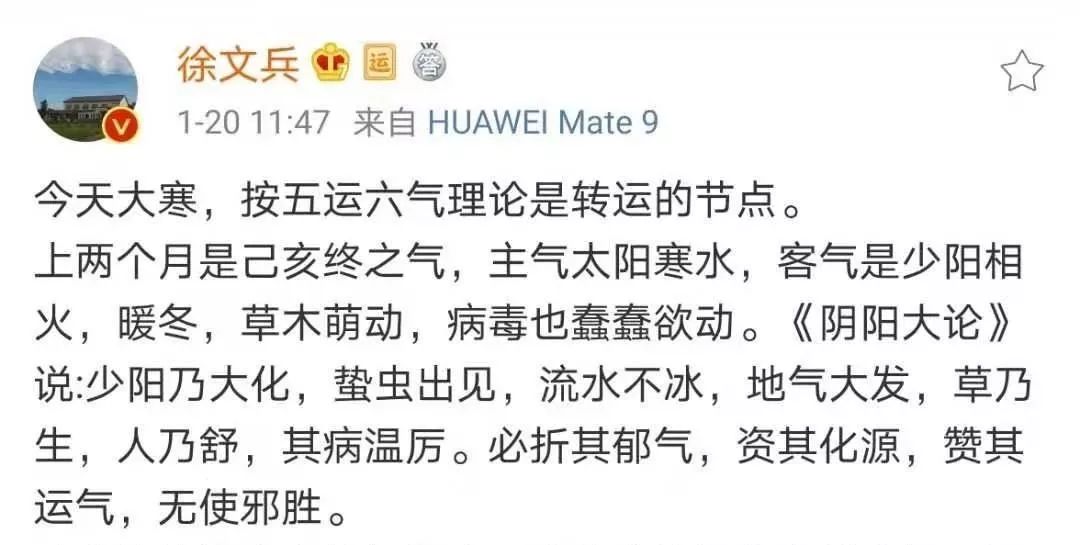 徐文兵 运 答
1-20 11:47 来自 HUAWEI Mate 9
今天大寒，按五运六气理论是转运的节点。
上两个月是己亥终之气，主气太阳寒水，客气是少阳相
火，暖冬，草木萌动，病毒也蠢蠢欲动。《阴阳大论》
说:少阳乃大化，蛰虫出见，流水不冰，地气大发，草乃
生，人乃舒，其病温厉。必折其郁气，资其化源，赞其
运气，无使邪胜。